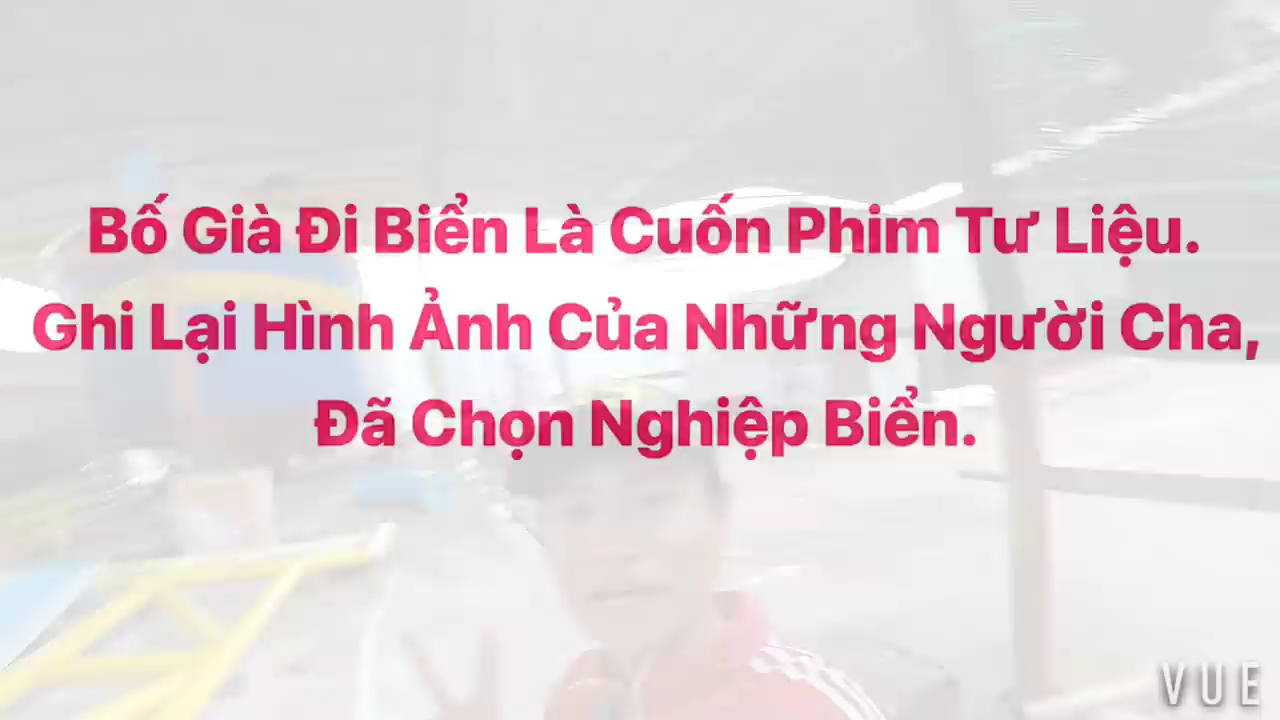 Bố Già Đi Biển Là Cuốn Phim Tư Liệu.
Ghi Lại Hình Ảnh Của Những Người Cha,
Đã Chọn Nghiệp Biển.
VUE